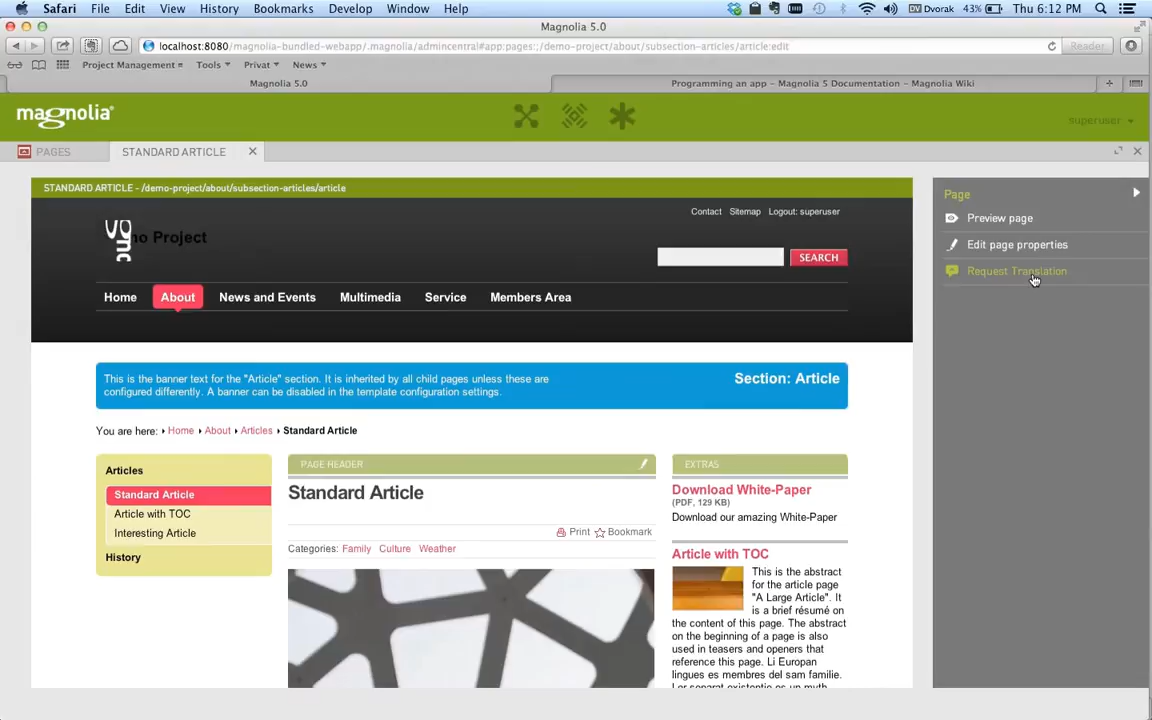 Safari File Edit View History Bookmarks Develop Window Help
DV Dvorak 43% Thu 6:12 PM
Magnolia 5.0
localhost:8080/magnolia-bundled-webapp/.magnolia/admincentral#app:pages:;/demo-project/about/subsection-articles/article:edit
Reader
Project Management Tools Privat News
Magnolia 5.0
Programming an app – Magnolia 5 Documentation – Magnolia Wiki
magnolia
superuser
PAGES
STANDARD ARTICLE
STANDARD ARTICLE - /demo-project/about/subsection-articles/article
Contact Sitemap Logout: superuser
Project
SEARCH
Home About News and Events Multimedia Service Members Area
This is the banner text for the "Article" section. It is inherited by all child pages unless these are
configured differently. A banner can be disabled in the template configuration settings.
Section: Article
You are here: Home About Articles Standard Article
Articles
Standard Article
Article with TOC
Interesting Article
History
PAGE HEADER
Standard Article
Print Bookmark
Categories: Family Culture Weather
EXTRAS
Download White-Paper
(PDF, 129 KB)
Download our amazing White-Paper
Article with TOC
This is the abstract
for the article page
"A Large Article". It
is a brief résumé on
the content of this page. The abstract
on the beginning of a page is also
used in teasers and openers that
reference this page. Li Europan
lingues es membres del sam familie.
Lor separat existentie es un myth
Page
Preview page
Edit page properties
Request Translation